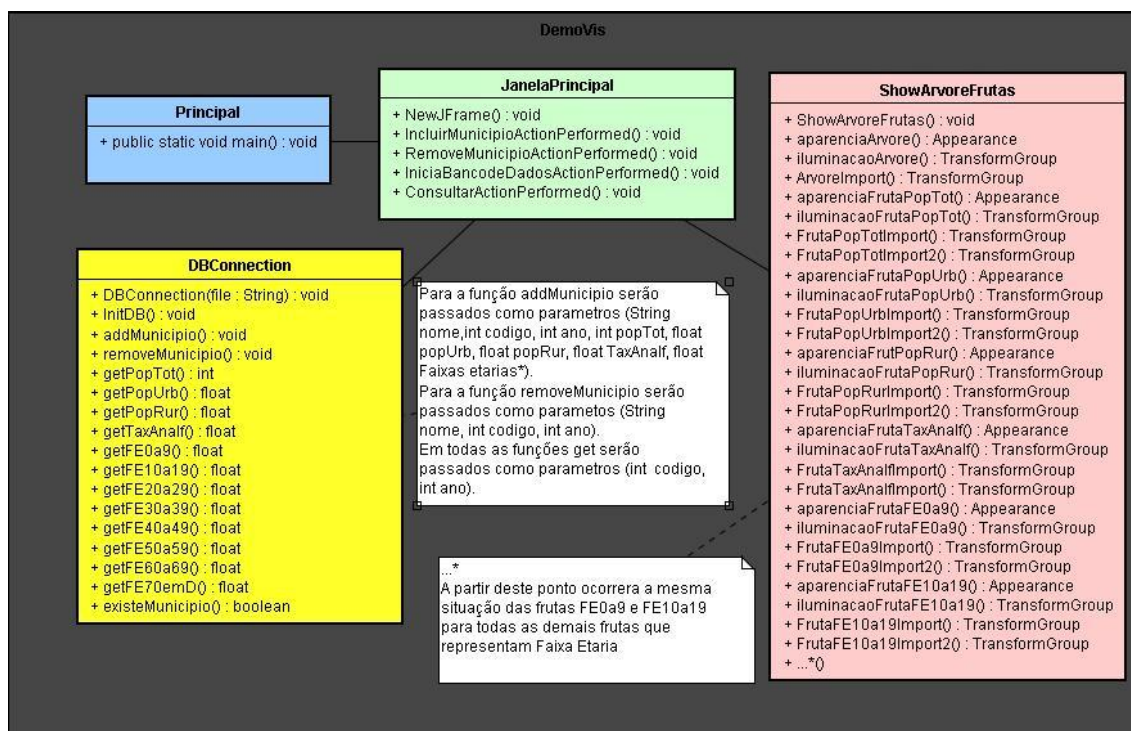 DemoVis
Principal
+ public static void main() : void
JanelaPrincipal
+ NewJFrame() : void
+ IncluirMunicipioActionPerformed() : void
+ RemoveMunicipioActionPerformed() : void
+ IniciaBancodeDadosActionPerformed() : void
+ ConsultarActionPerformed() : void
DBConnection
+ DBConnection(file : String) : void
+ InitDB() : void
+ addMunicipio() : void
+ removeMunicipio() : void
+ getPopTot() : int
+ getPopUrb() : float
+ getPopRur() : float
+ getTaxAnalf() : float
+ getFE0a9() : float
+ getFE10a19() : float
+ getFE20a29() : float
+ getFE30a39() : float
+ getFE40a49() : float
+ getFE50a59() : float
+ getFE60a69() : float
+ getFE70emD() : float
+ existeMunicipio() : boolean
Para a função addMunicipio serão
passados como parametros (String
nome,int codigo, int ano, int popTot, float
popUrb, float popRur, float TaxAnalf, float
Faixas etarias*).
Para a função removeMunicipio serão
passados como parametos (String
nome, int codigo, int ano).
Em todas as funções get serão
passados como parametros (int codigo,
int ano).
...*
A partir deste ponto ocorrera a mesma
situação das frutas FE0a9 e FE10a19
para todas as demais frutas que
representam Faixa Etaria
ShowArvoreFrutas
+ ShowArvoreFrutas() : void
+ aparenciaArvore() : Appearance
+ iluminacaoArvore() : TransformGroup
+ ArvoreImport() : TransformGroup
+ aparenciaFrutaPopTot() : Appearance
+ iluminacaoFrutaPopTot() : TransformGroup
+ FrutaPopTotImport() : TransformGroup
+ FrutaPopTotImport2() : TransformGroup
+ aparenciaFrutaPopUrb() : Appearance
+ iluminacaoFrutaPopUrb() : TransformGroup
+ FrutaPopUrbImport() : TransformGroup
+ FrutaPopUrbImport2() : TransformGroup
+ aparenciaFrutPopRur() : Appearance
+ iluminacaoFrutaPopRur() : TransformGroup
+ FrutaPopRurImport() : TransformGroup
+ FrutaPopRurImport2() : TransformGroup
+ aparenciaFrutaTaxAnalf() : Appearance
+ iluminacaoFrutaTaxAnalf() : TransformGroup
+ FrutaTaxAnalfImport() : TransformGroup
+ FrutaTaxAnalfImport() : TransformGroup
+ aparenciaFrutaFE0a9() : Appearance
+ iluminacaoFrutaFE0a9() : TransformGroup
+ FrutaFE0a9Import() : TransformGroup
+ FrutaFE0a9Import2() : TransformGroup
+ aparenciaFrutaFE10a19() : Appearance
+ iluminacaoFrutaFE10a19() : TransformGroup
+ FrutaFE10a19Import() : TransformGroup
+ FrutaFE10a19Import2() : TransformGroup
+ ...*()